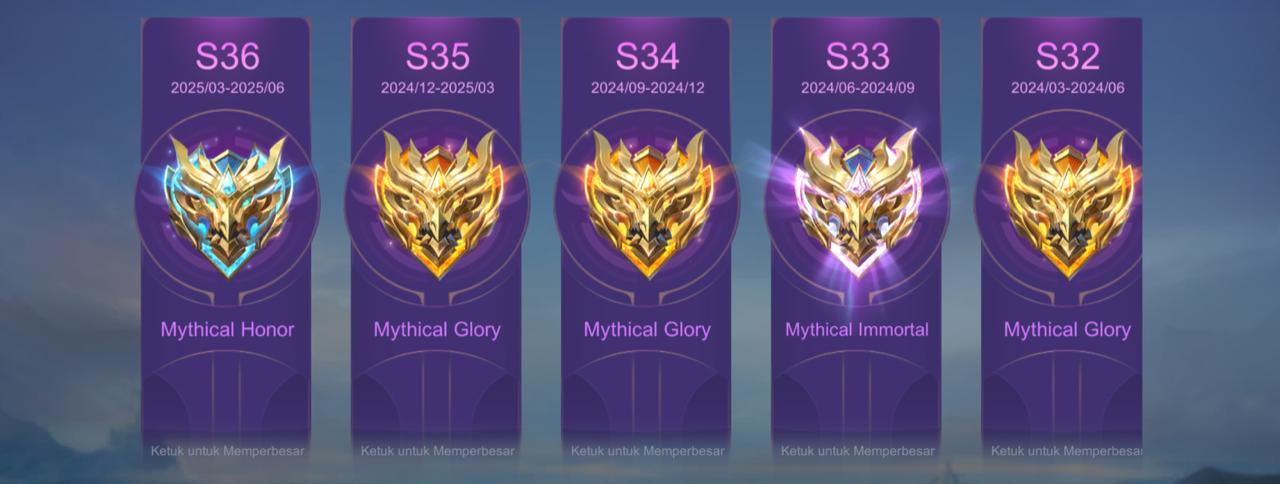 S36
2025/03-2025/06
Mythical Honor
Ketuk untuk Memperbesar
S35
2024/12-2025/03
Mythical Glory
Ketuk untuk Memperbesar
S34
2024/09-2024/12
Mythical Glory
Ketuk untuk Memperbesar
S33
2024/06-2024/09
Mythical Immortal
Ketuk untuk Memperbesar
S32
2024/03-2024/06
Mythical Glory
Ketuk untuk Memperbesar